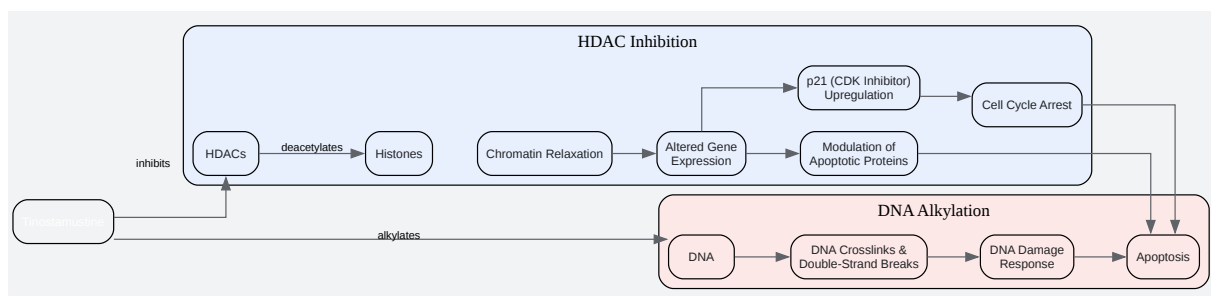 HDAC Inhibition
p21 (CDK Inhibitor)
Upregulation
Cell Cycle Arrest
inhibits
HDACs
deacetylates
Histones
Chromatin Relaxation
Altered Gene
Expression
Modulation of
Apoptotic Proteins
Tinostamustine
alkylates
DNA Alkylation
DNA
DNA Crosslinks &
Double-Strand Breaks
DNA Damage
Response
Apoptosis